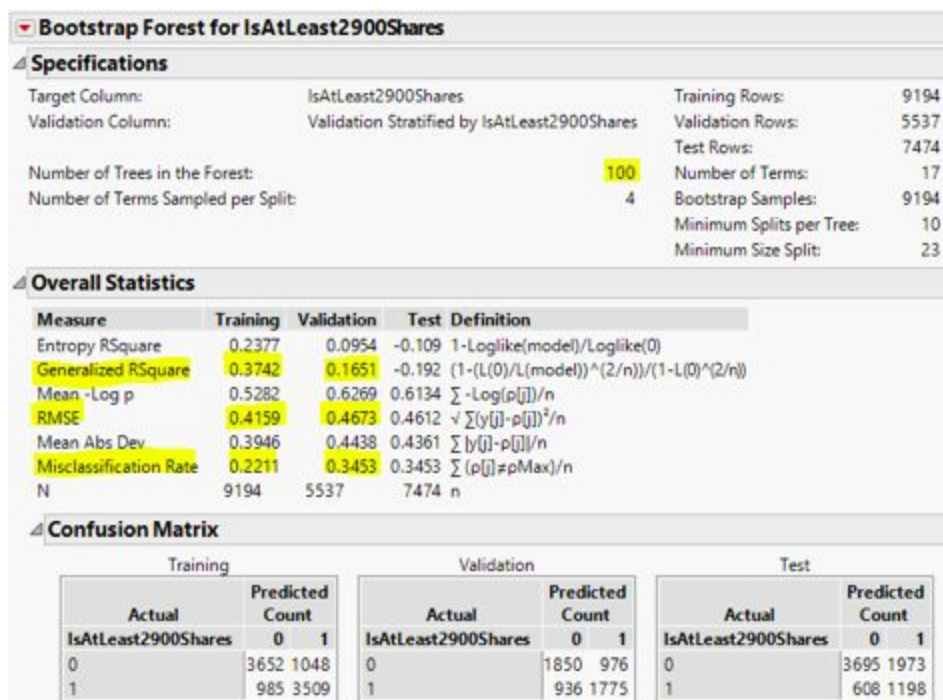 Bootstrap Forest for IsAtLeast2900Shares
Specifications
Target Column: IsAtLeast2900Shares Training Rows: 9194
Validation Column: Validation Stratified by IsAtLeast2900Shares Validation Rows: 5537
Test Rows: 7474
Number of Trees in the Forest: 100 Number of Terms: 17
Number of Terms Sampled per Split: 4 Bootstrap Samples: 9194
Minimum Splits per Tree: 10
Minimum Size Split: 23
Overall Statistics
Measure Training Validation Test Definition
Entropy RSquare 0.2377 0.0954 -0.109 1-Loglike(model)/Loglike(0)
Generalized RSquare 0.3742 0.1651 -0.192 (1-(L(0)/L(model))^(2/n))/(1-L(0)^(2/n))
Mean -Log p 0.5282 0.6269 0.6134 ∑ -Log(ρ[j])/n
RMSE 0.4159 0.4673 0.4612 √ ∑(y[j]-ρ[j])²/n
Mean Abs Dev 0.3946 0.4438 0.4361 ∑ |y[j]-ρ[j]|/n
Misclassification Rate 0.2211 0.3453 0.3453 ∑ (ρ[j]≠ρMax)/n
N 9194 5537 7474 n
Confusion Matrix
Training Validation Test
Predicted Predicted Predicted
Actual Count Actual Count Actual Count
IsAtLeast2900Shares 0 1 IsAtLeast2900Shares 0 1 IsAtLeast2900Shares 0 1
0 3652 1048 0 1850 976 0 3695 1973
1 985 3509 1 936 1775 1 608 1198